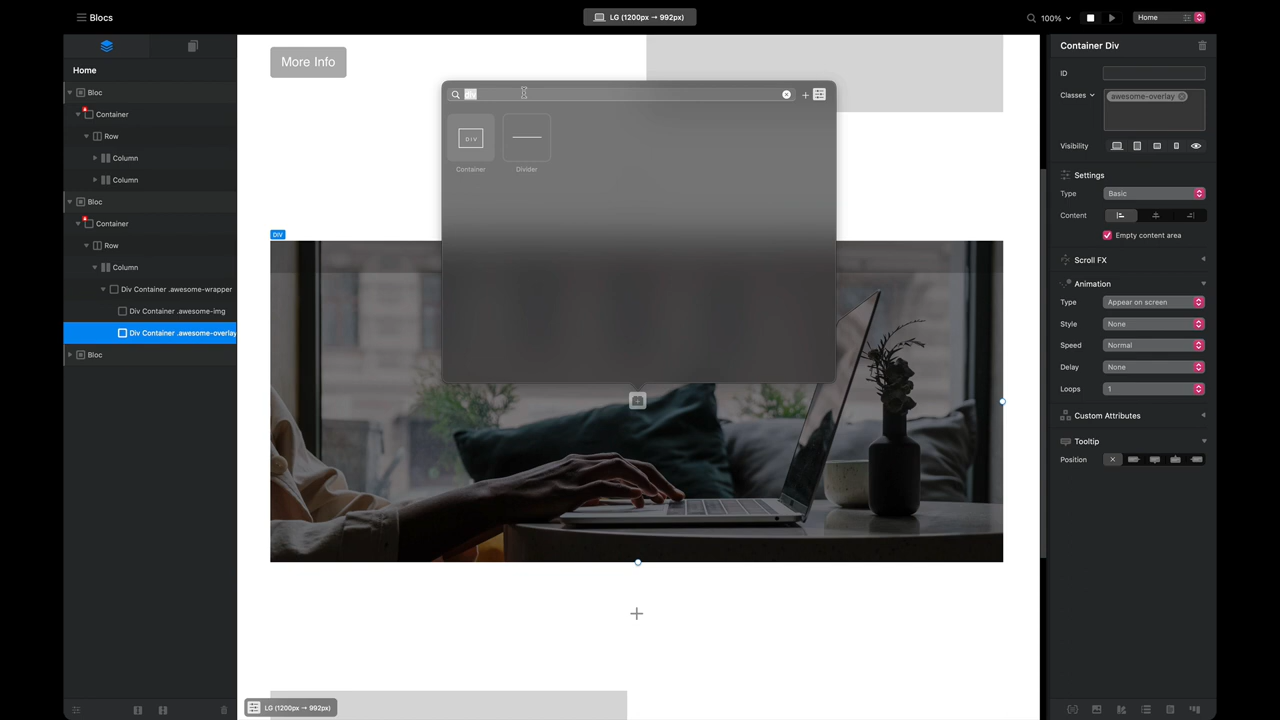 Blocs
LG (1200px → 992px)
100%
Home
Home
Bloc
Container
Row
Column
Column
Bloc
Container
Row
Column
Div Container .awesome-wrapper
Div Container .awesome-img
Div Container .awesome-overlay
Bloc
More Info
div
DIV
Container
Divider
DIV
LG (1200px → 992px)
Container Div
ID
Classes
awesome-overlay
Visibility
Settings
Type
Basic
Content
Empty content area
Scroll FX
Animation
Type
Appear on screen
Style
None
Speed
Normal
Delay
None
Loops
1
Custom Attributes
Tooltip
Position